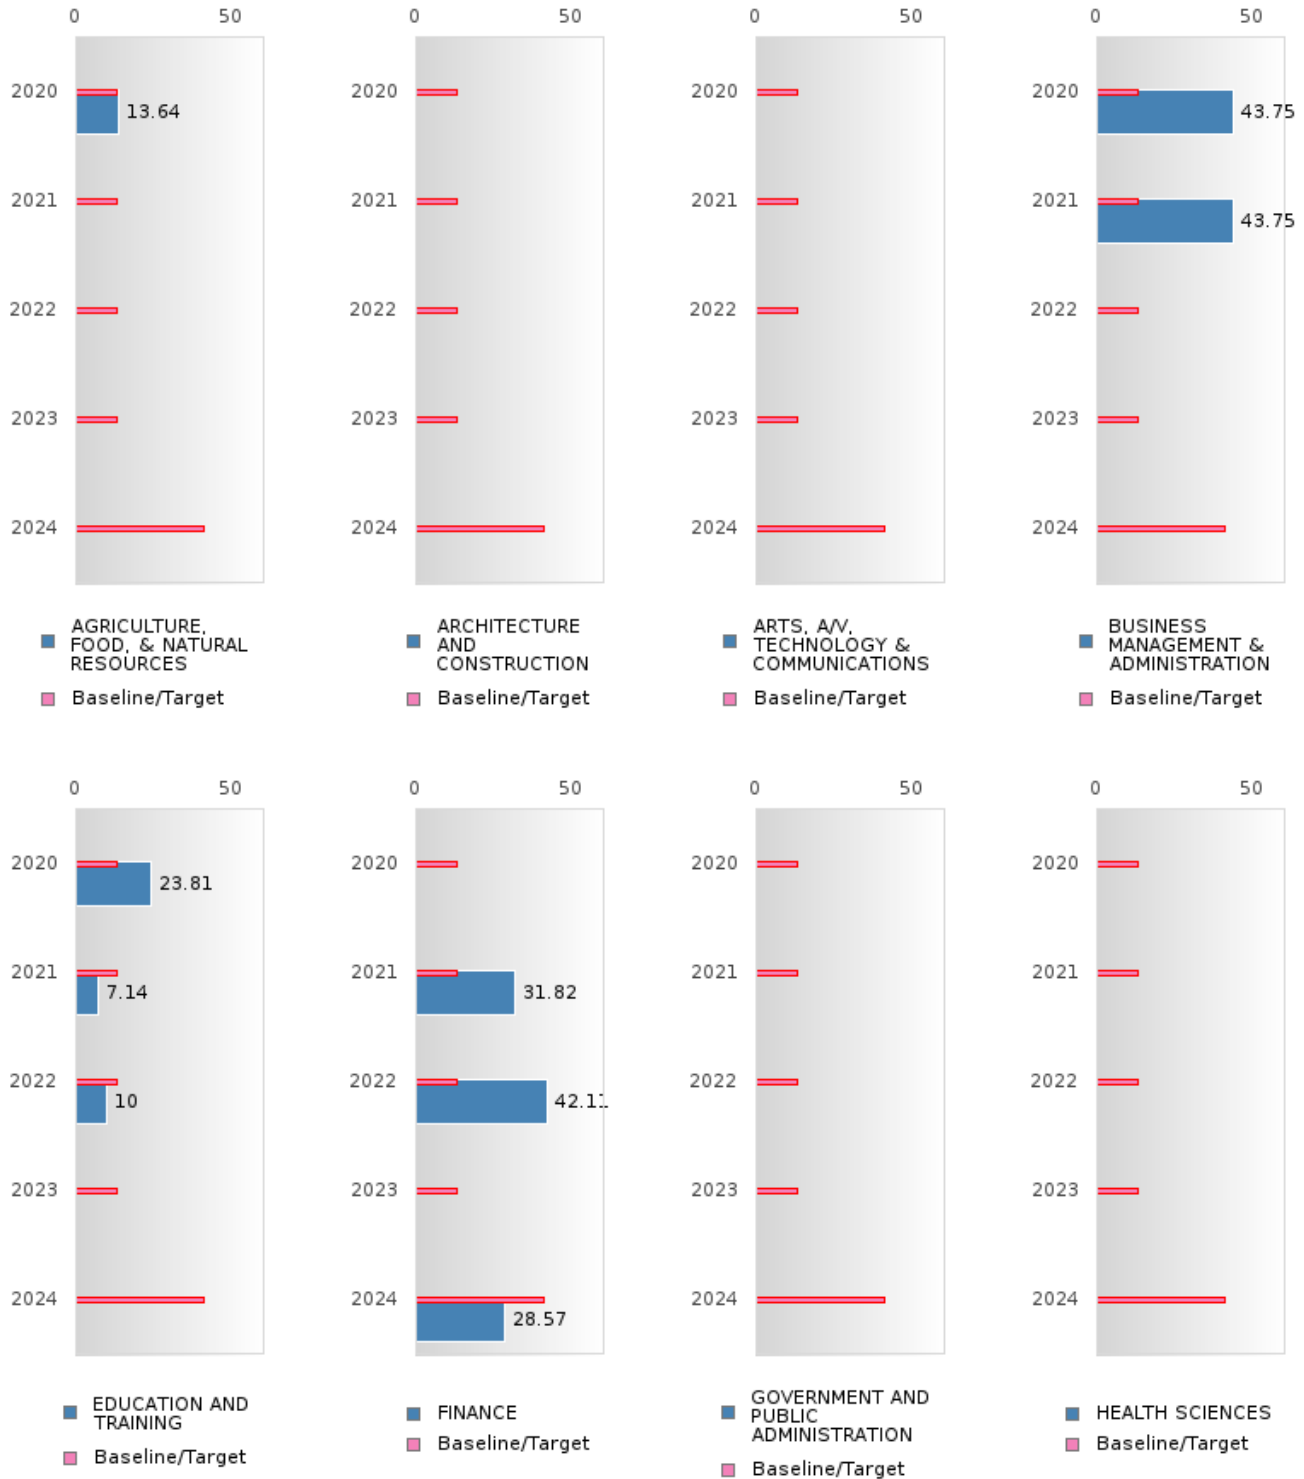 0 50
2020
13.64
2021
2022
2023
2024
AGRICULTURE,
FOOD, & NATURAL
RESOURCES
Baseline/Target
0 50
2020
2021
2022
2023
2024
ARCHITECTURE
AND
CONSTRUCTION
Baseline/Target
0 50
2020
2021
2022
2023
2024
ARTS, A/V,
TECHNOLOGY &
COMMUNICATIONS
Baseline/Target
0 50
2020
43.75
2021
43.75
2022
2023
2024
BUSINESS
MANAGEMENT &
ADMINISTRATION
Baseline/Target
0 50
2020
23.81
2021
7.14
2022
10
2023
2024
EDUCATION AND
TRAINING
Baseline/Target
0 50
2020
2021
31.82
2022
42.11
2023
2024
28.57
FINANCE
Baseline/Target
0 50
2020
2021
2022
2023
2024
GOVERNMENT AND
PUBLIC
ADMINISTRATION
Baseline/Target
0 50
2020
2021
2022
2023
2024
HEALTH SCIENCES
Baseline/Target